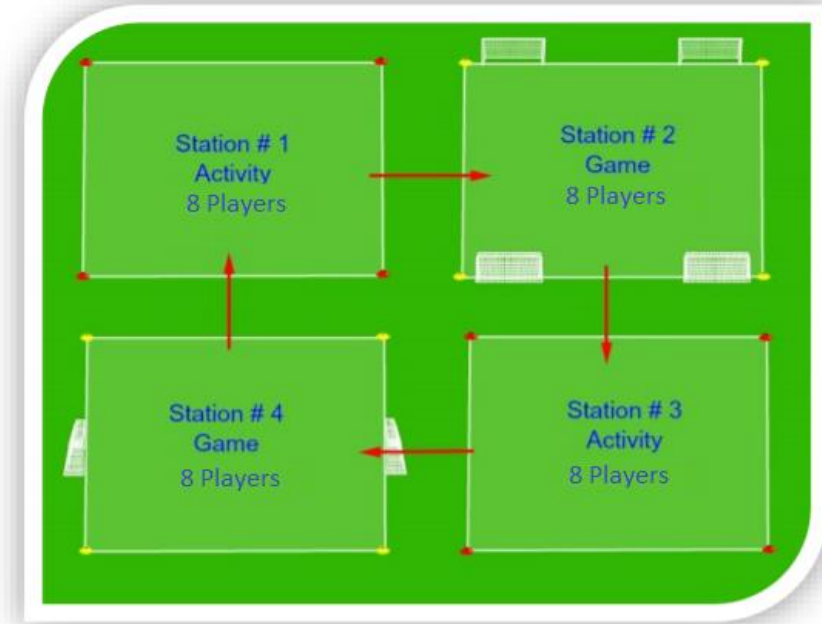 Station # 1
Activity
8 Players
Station # 2
Game
8 Players
Station # 4
Game
8 Players
Station # 3
Activity
8 Players